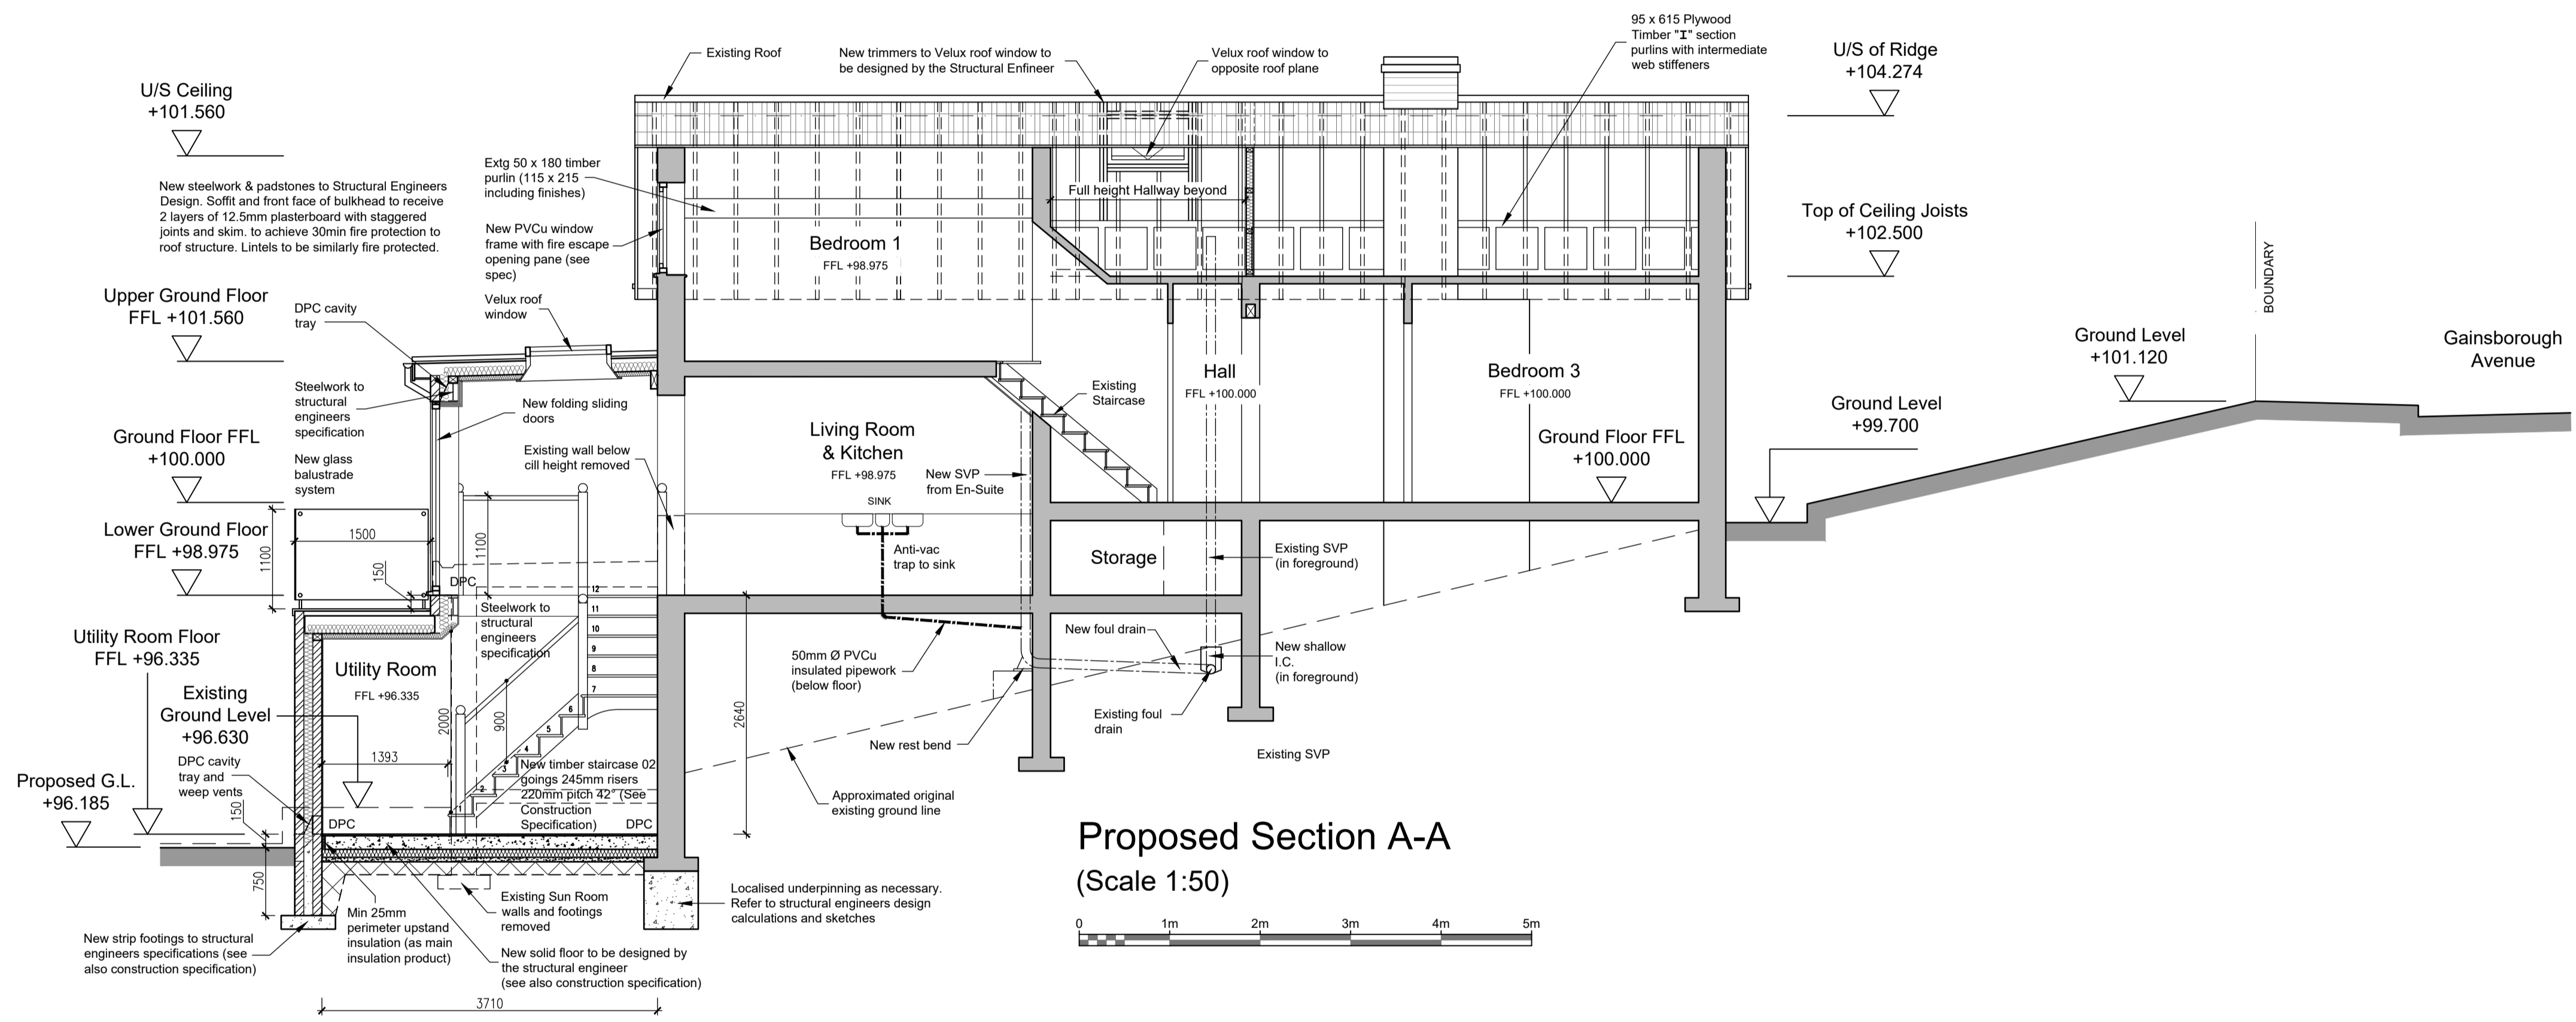 Existing Roof
New trimmers to Velux roof window to
be designed by the Structural Enfineer
Velux roof window to
opposite roof plane
95 x 615 Plywood
Timber "I" section
purlins with intermediate
web stiffeners
U/S of Ridge
+104.274
U/S Ceiling
+101.560
New steelwork & padstones to Structural Engineers
Design. Soffit and front face of bulkhead to receive
2 layers of 12.5mm plasterboard with staggered
joints and skim. to achieve 30min fire protection to
roof structure. Lintels to be similarly fire protected.
Extg 50 x 180 timber
purlin (115 x 215
including finishes)
New PVCu window
frame with fire escape
opening pane (see
spec)
Full height Hallway beyond
Top of Ceiling Joists
+102.500
Bedroom 1
FFL +98.975
BOUNDARY
Upper Ground Floor
FFL +101.560
DPC cavity
tray
Velux roof
window
Ground Level
+101.120
Gainsborough
Avenue
Steelwork to
structural
engineers
specification
New folding sliding
doors
Existing
Staircase
Hall
FFL +100.000
Bedroom 3
FFL +100.000
Ground Level
+99.700
Ground Floor FFL
+100.000
New glass
balustrade
system
Existing wall below
cill height removed
Living Room
& Kitchen
FFL +98.975
SINK
New SVP
from En-Suite
Ground Floor FFL
+100.000
Lower Ground Floor
FFL +98.975
1100
1500
150
1100
DPC
Anti-vac
trap to sink
Storage
Existing SVP
(in foreground)
12
11
10
9
8
7
6
5
4
3
2
1
Steelwork to
structural
engineers
specification
Utility Room Floor
FFL +96.335
Utility Room
FFL +96.335
50mm Ø PVCu
insulated pipework
(below floor)
New foul drain
New shallow
I.C.
(in foreground)
Existing
Ground Level
+96.630
2000
900
2640
1393
New rest bend
Existing foul
drain
Existing SVP
DPC cavity
tray and
weep vents
Proposed G.L.
+96.185
150
New timber staircase 02
goings 245mm risers
220mm pitch 42° (See
Construction
Specification)
DPC
DPC
Approximated original
existing ground line
750
Min 25mm
perimeter upstand
insulation (as main
insulation product)
Existing Sun Room
walls and footings
removed
Localised underpinning as necessary.
Refer to structural engineers design
calculations and sketches
New strip footings to structural
engineers specifications (see
also construction specification)
New solid floor to be designed by
the structural engineer
(see also construction specification)
3710
Proposed Section A-A
(Scale 1:50)
0 1m 2m 3m 4m 5m